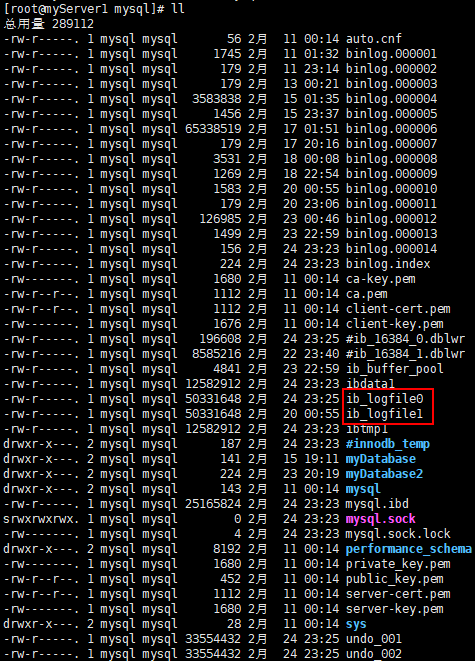 [root@myServer1 mysql]# ll
总用量 289112
-rw-r-----. 1 mysql mysql       56 2月  11 00:14 auto.cnf
-rw-r-----. 1 mysql mysql     1745 2月  11 01:32 binlog.000001
-rw-r-----. 1 mysql mysql      179 2月  11 23:14 binlog.000002
-rw-r-----. 1 mysql mysql      179 2月  13 00:21 binlog.000003
-rw-r-----. 1 mysql mysql  3583838 2月  15 01:35 binlog.000004
-rw-r-----. 1 mysql mysql     1456 2月  15 23:37 binlog.000005
-rw-r-----. 1 mysql mysql 65338519 2月  17 01:51 binlog.000006
-rw-r-----. 1 mysql mysql      179 2月  17 20:16 binlog.000007
-rw-r-----. 1 mysql mysql     3531 2月  18 00:08 binlog.000008
-rw-r-----. 1 mysql mysql     1269 2月  18 22:54 binlog.000009
-rw-r-----. 1 mysql mysql     1583 2月  20 00:55 binlog.000010
-rw-r-----. 1 mysql mysql      179 2月  20 23:06 binlog.000011
-rw-r-----. 1 mysql mysql   126985 2月  23 00:46 binlog.000012
-rw-r-----. 1 mysql mysql     1499 2月  23 22:59 binlog.000013
-rw-r-----. 1 mysql mysql      156 2月  24 23:23 binlog.000014
-rw-r-----. 1 mysql mysql      224 2月  24 23:23 binlog.index
-rw-------. 1 mysql mysql     1680 2月  11 00:14 ca-key.pem
-rw-r--r--. 1 mysql mysql     1112 2月  11 00:14 ca.pem
-rw-r--r--. 1 mysql mysql     1112 2月  11 00:14 client-cert.pem
-rw-------. 1 mysql mysql     1676 2月  11 00:14 client-key.pem
-rw-r-----. 1 mysql mysql   196608 2月  24 23:25 #ib_16384_0.dblwr
-rw-r-----. 1 mysql mysql  8585216 2月  22 23:40 #ib_16384_1.dblwr
-rw-r-----. 1 mysql mysql     4841 2月  23 22:59 ib_buffer_pool
-rw-r-----. 1 mysql mysql 12582912 2月  24 23:23 ibdata1
-rw-r-----. 1 mysql mysql 50331648 2月  24 23:25 ib_logfile0
-rw-r-----. 1 mysql mysql 50331648 2月  20 00:55 ib_logfile1
-rw-r-----. 1 mysql mysql 12582912 2月  24 23:23 ibtmp1
drwxr-x---. 2 mysql mysql      187 2月  24 23:23 #innodb_temp
drwxr-x---. 2 mysql mysql      141 2月  15 19:11 myDatabase
drwxr-x---. 2 mysql mysql      224 2月  23 20:19 myDatabase2
drwxr-x---. 2 mysql mysql      143 2月  11 00:14 mysql
-rw-r-----. 1 mysql mysql 25165824 2月  24 23:23 mysql.ibd
srwxrwxrwx. 1 mysql mysql        0 2月  24 23:23 mysql.sock
-rw-------. 1 mysql mysql        4 2月  24 23:23 mysql.sock.lock
drwxr-x---. 2 mysql mysql     8192 2月  11 00:14 performance_schema
-rw-------. 1 mysql mysql     1680 2月  11 00:14 private_key.pem
-rw-r--r--. 1 mysql mysql      452 2月  11 00:14 public_key.pem
-rw-r--r--. 1 mysql mysql     1112 2月  11 00:14 server-cert.pem
-rw-------. 1 mysql mysql     1680 2月  11 00:14 server-key.pem
drwxr-x---. 2 mysql mysql       28 2月  11 00:14 sys
-rw-r-----. 1 mysql mysql 33554432 2月  24 23:25 undo_001
-rw-r-----. 1 mysql mysql 33554432 2月  24 23:25 undo_002